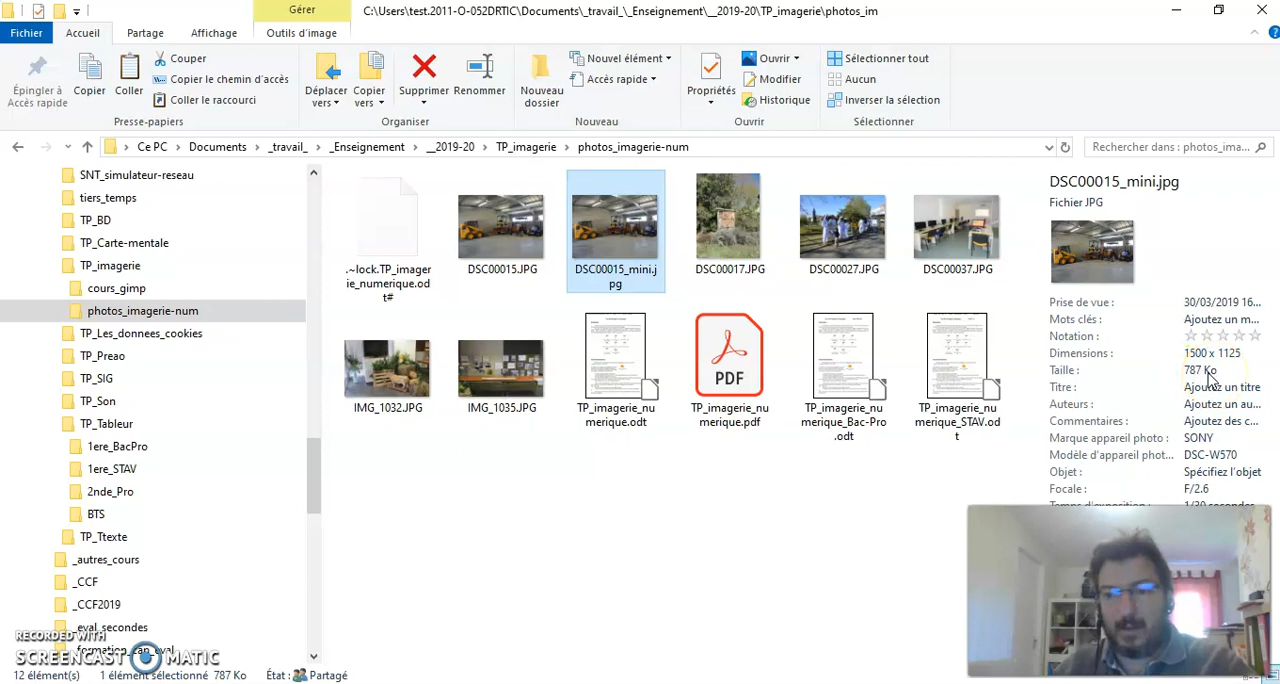 Gérer
C:\Users\test.2011-O-052DRTIC\Documents\_travail_\_Enseignement\__2019-20\TP_imagerie\photos_im
Fichier
Accueil
Partage
Affichage
Outils d'image
Épingler à
Accès rapide
Copier
Coller
Couper
Copier le chemin d'accès
Coller le raccourci
Presse-papiers
Déplacer
vers
Copier
vers
Supprimer
Renommer
Organiser
Nouveau
dossier
Nouvel élément
Accès rapide
Nouveau
Propriétés
Ouvrir
Modifier
Historique
Ouvrir
Sélectionner tout
Aucun
Inverser la sélection
Sélectionner
Ce PC > Documents > _travail_ > _Enseignement > __2019-20 > TP_imagerie > photos_imagerie-num
Rechercher dans : photos_ima...
SNT_simulateur-reseau
tiers_temps
TP_BD
TP_Carte-mentale
TP_imagerie
cours_gimp
photos_imagerie-num
TP_Les_donnees_cookies
TP_Preao
TP_SIG
TP_Son
TP_Tableur
1ere_BacPro
1ere_STAV
2nde_Pro
BTS
TP_Ttexte
_autres_cours
_CCF
_CCF2019
_eval_secondes
_formation_zan_eval
.~lock.TP_imager
ie_numerique.od
t#
DSC00015.JPG
DSC00015_mini.j
pg
DSC00017.JPG
DSC00027.JPG
DSC00037.JPG
IMG_1032.JPG
IMG_1035.JPG
TP_imagerie_nu
merique.odt
PDF
TP_imagerie_nu
merique.pdf
TP_imagerie_nu
merique_Bac-Pro
.odt
TP_imagerie_nu
merique_STAV.od
t
DSC00015_mini.jpg
Fichier JPG
Prise de vue : 30/03/2019 16...
Mots clés : Ajoutez un m...
Notation :
Dimensions : 1500 x 1125
Taille : 787 Ko
Titre : Ajoutez un titre
Auteurs : Ajoutez un au...
Commentaires : Ajoutez des c...
Marque appareil photo : SONY
Modèle d'appareil phot... DSC-W570
Objet : Spécifiez l'objet
Focale : F/2.6
Temps d'exposition : 1/30 secondes
RECORDED WITH
SCREENCAST MATIC
12 élément(s) 1 élément sélectionné 787 Ko État : Partagé